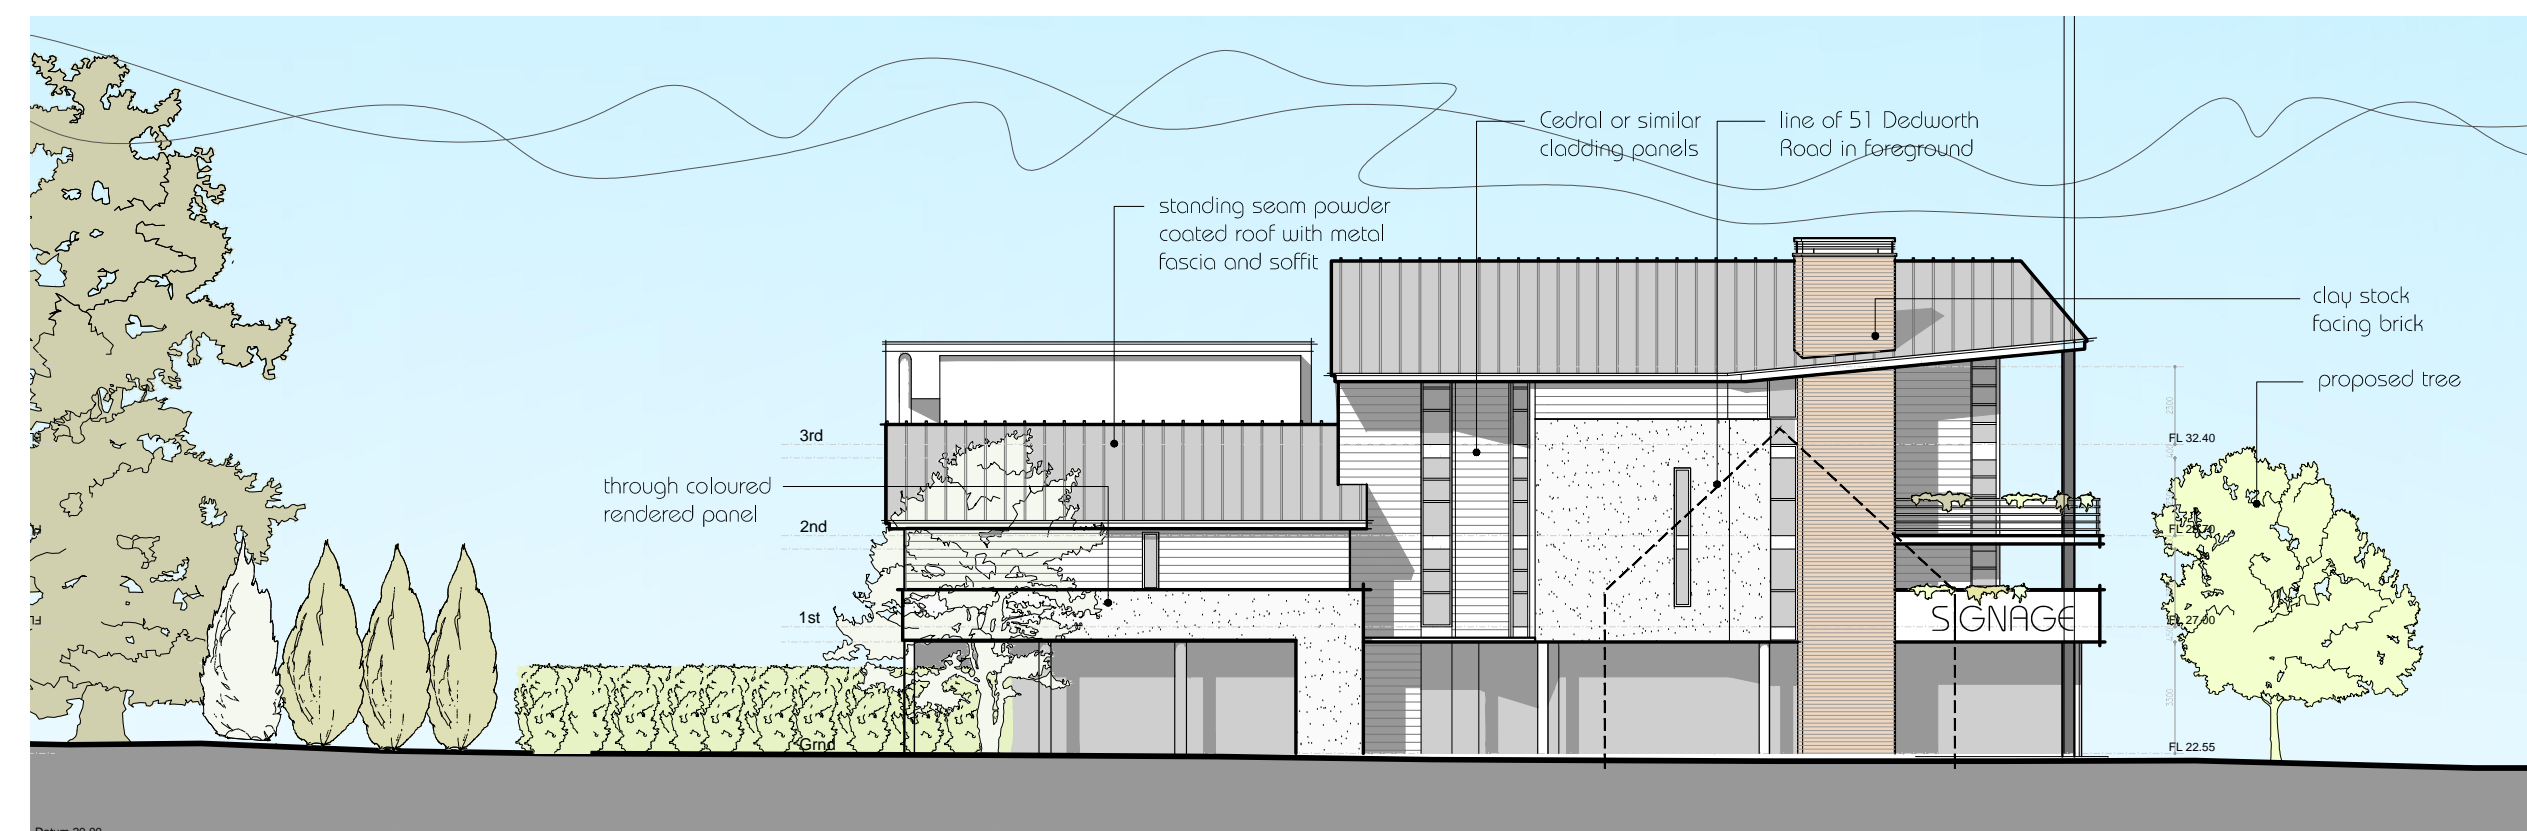 Cedral or similar
cladding panels
line of 51 Dedworth
Road in foreground
standing seam powder
coated roof with metal
fascia and soffit
clay stock
facing brick
proposed tree
3rd
FL 32.40
2300
through coloured
rendered panel
2nd
1st
SIGNAGE
FL 27.00
3300
Grnd
FL 22.55